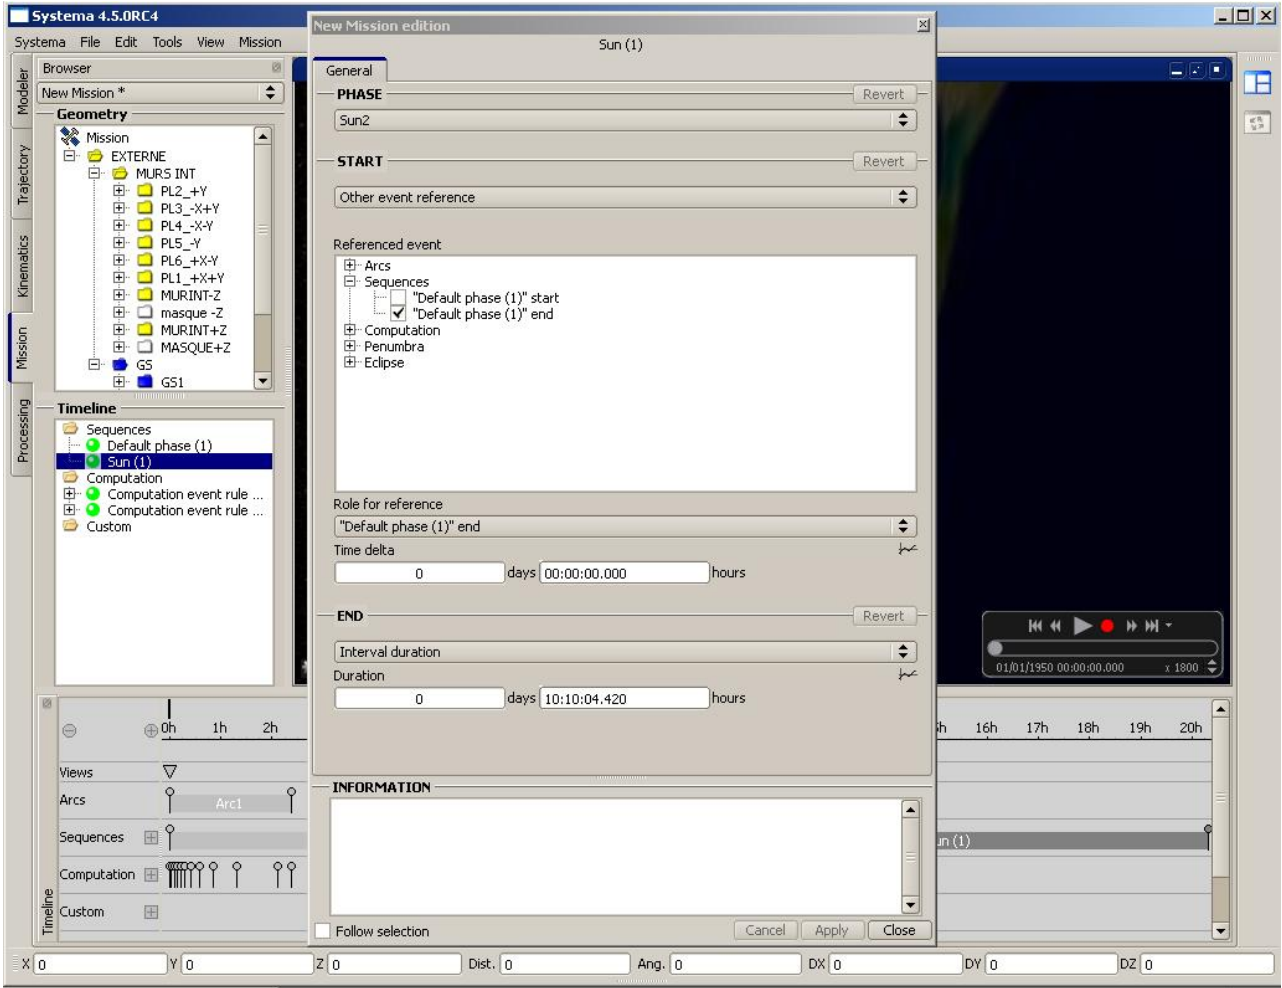 Systema 4.5.0RC4
Systema File Edit Tools View Mission
Modeler
Trajectory
Kinematics
Mission
Processing
Browser
New Mission *
Geometry
Mission
EXTERNE
MURS INT
PL2_+Y
PL3_-X+Y
PL4_-X-Y
PL5_-Y
PL6_+X-Y
PL1_+X+Y
MURINT-Z
masque -Z
MURINT+Z
MASQUE+Z
GS
GS1
Timeline
Sequences
Default phase (1)
Sun (1)
Computation
Computation event rule ...
Computation event rule ...
Custom
New Mission edition
Sun (1)
General
PHASE Revert
Sun2
START Revert
Other event reference
Referenced event
Arcs
Sequences
"Default phase (1)" start
"Default phase (1)" end
Computation
Penumbra
Eclipse
Role for reference
"Default phase (1)" end
Time delta
0 days 00:00:00.000 hours
END Revert
Interval duration
Duration
0 days 10:10:04.420 hours
INFORMATION
Follow selection Cancel Apply Close
01/01/1950 00:00:00.000 x 1800
Timeline
0h 1h 2h 16h 17h 18h 19h 20h
Views
Arcs Arc1
Sequences
Computation
Custom
X 0 Y 0 Z 0 Dist. 0 Ang. 0 DX 0 DY 0 DZ 0